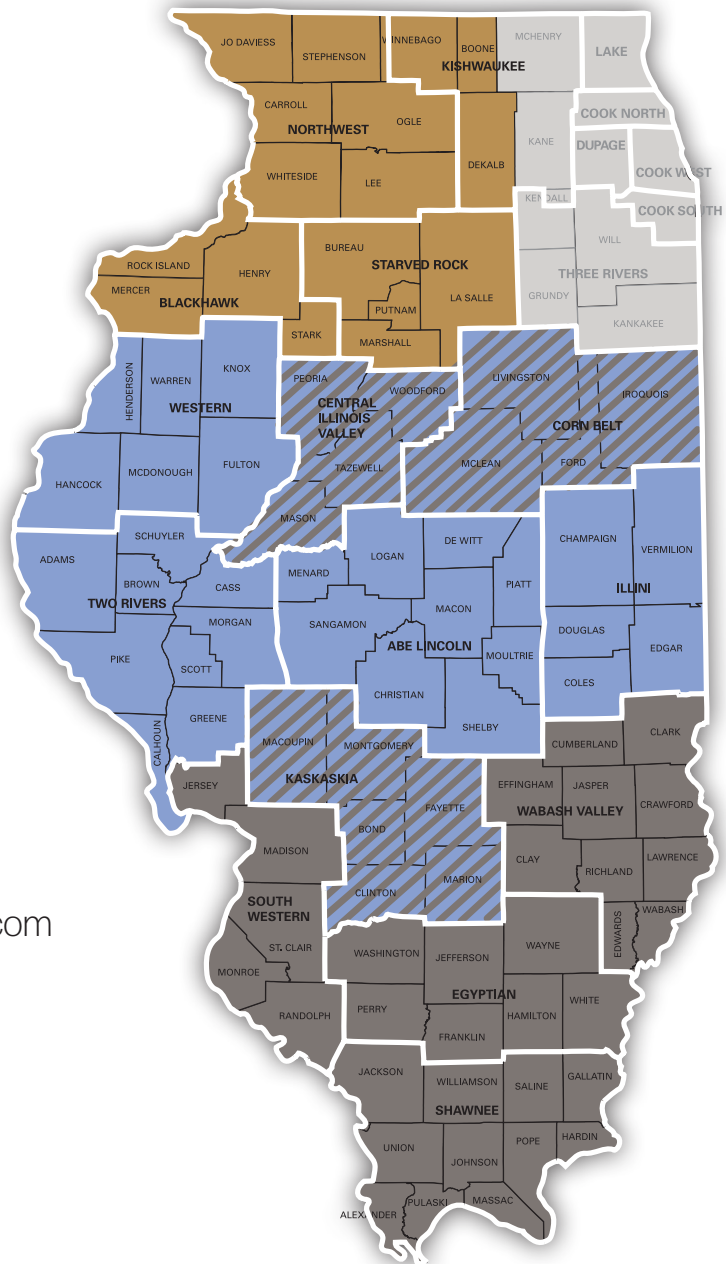 JO DAVIESS
STEPHENSON
WINNEBAGO
BOONE
MCHENRY
LAKE
KISHWAUKEE
CARROLL
OGLE
NORTHWEST
COOK NORTH
KANE
DUPAGE
WHITESIDE
LEE
DEKALB
COOK WEST
KENDALL
COOK SOUTH
BUREAU
WILL
ROCK ISLAND
STARVED ROCK
HENRY
THREE RIVERS
MERCER
GRUNDY
BLACKHAWK
LA SALLE
PUTNAM
KANKAKEE
STARK
MARSHALL
KNOX
HENDERSON
WARREN
PEORIA
WOODFORD
LIVINGSTON
IROQUOIS
WESTERN
CENTRAL
ILLINOIS
VALLEY
CORN BELT
FULTON
MCDONOUGH
TAZEWELL
MCLEAN
FORD
HANCOCK
MASON
SCHUYLER
DE WITT
CHAMPAIGN
VERMILION
ADAMS
LOGAN
BROWN
CASS
MENARD
PIATT
ILLINI
TWO RIVERS
MACON
MORGAN
SANGAMON
DOUGLAS
ABE LINCOLN
EDGAR
PIKE
SCOTT
MOULTRIE
COLES
CHRISTIAN
GREENE
SHELBY
CALHOUN
MACOUPIN
MONTGOMERY
CUMBERLAND
CLARK
KASKASKIA
JERSEY
EFFINGHAM
JASPER
FAYETTE
WABASH VALLEY
CRAWFORD
BOND
MADISON
CLAY
LAWRENCE
RICHLAND
MARION
CLINTON
SOUTH
WESTERN
WABASH
com
EDWARDS
ST. CLAIR
WASHINGTON
JEFFERSON
WAYNE
MONROE
EGYPTIAN
WHITE
PERRY
RANDOLPH
HAMILTON
FRANKLIN
JACKSON
WILLIAMSON
SALINE
GALLATIN
SHAWNEE
UNION
POPE
HARDIN
JOHNSON
PULASKI
MASSAC
ALEXANDER